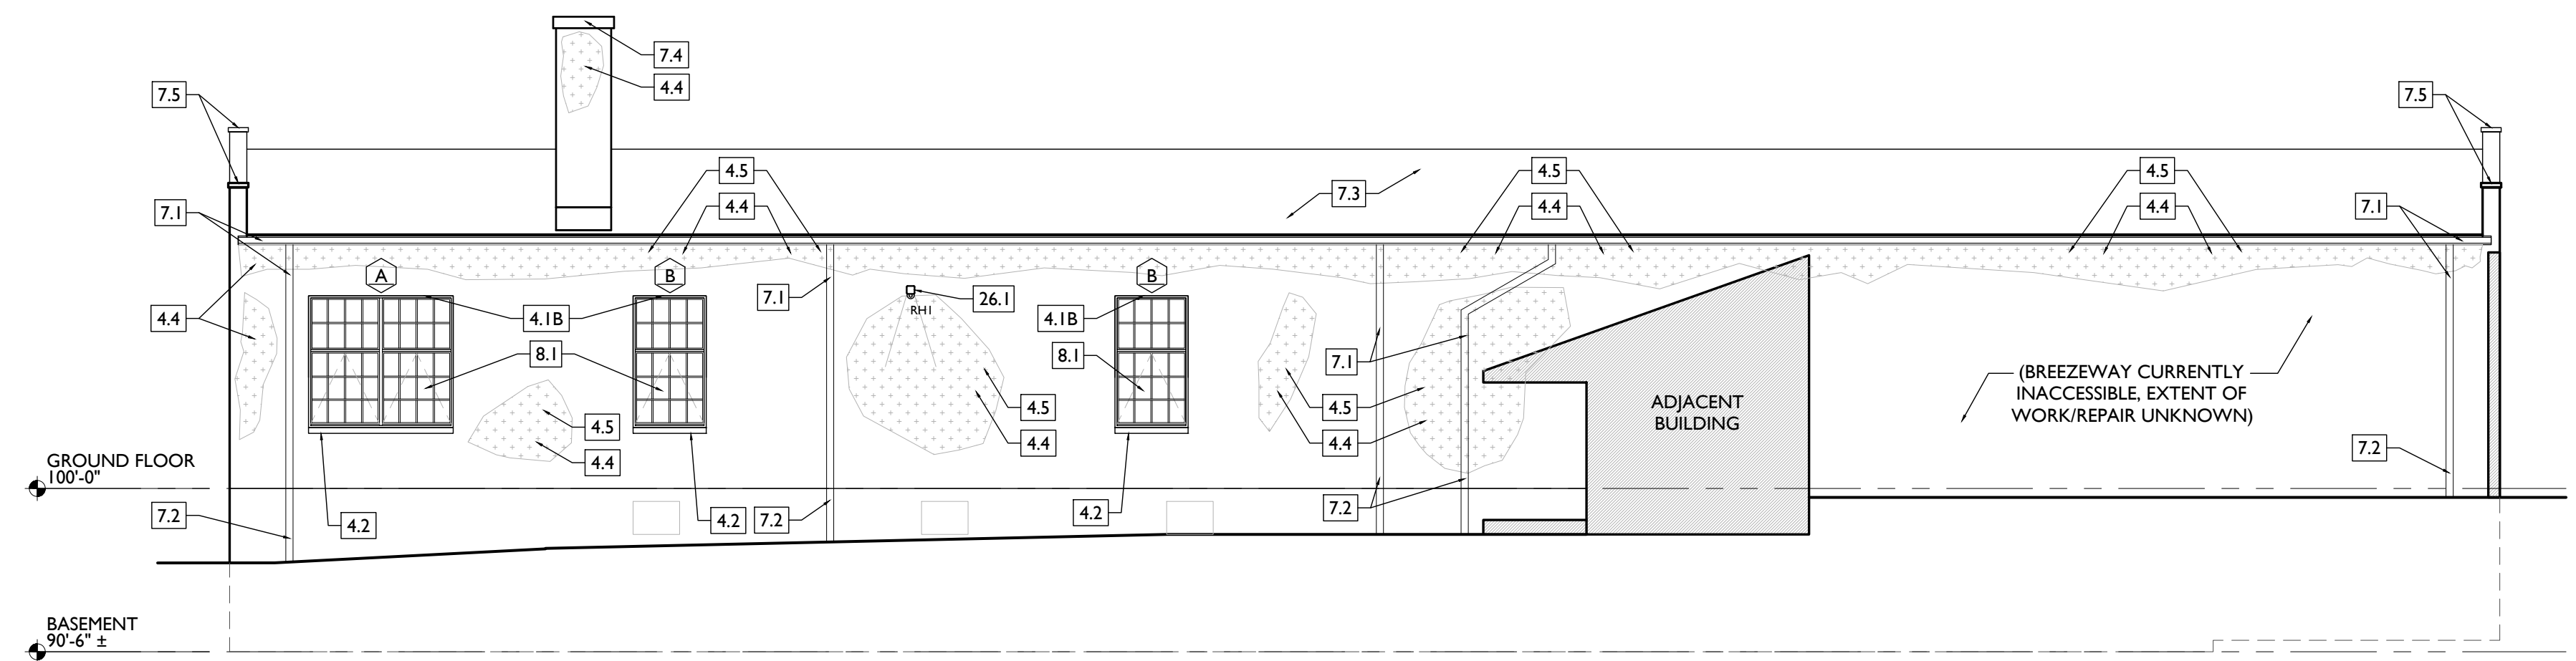 7.4
4.4
7.5
7.5
4.5
4.5
4.5
7.3
7.1
4.4
4.4
4.4
7.1
A
B
B
7.1
26.1
RH1
4.4
4.1B
4.1B
8.1
8.1
7.1
(BREEZEWAY CURRENTLY
INACCESSIBLE, EXTENT OF
WORK/REPAIR UNKNOWN)
ADJACENT
BUILDING
4.5
4.5
4.5
4.4
4.4
4.4
7.2
GROUND FLOOR
100'-0"
7.2
4.2
4.2
7.2
4.2
7.2
BASEMENT
90'-6" ±